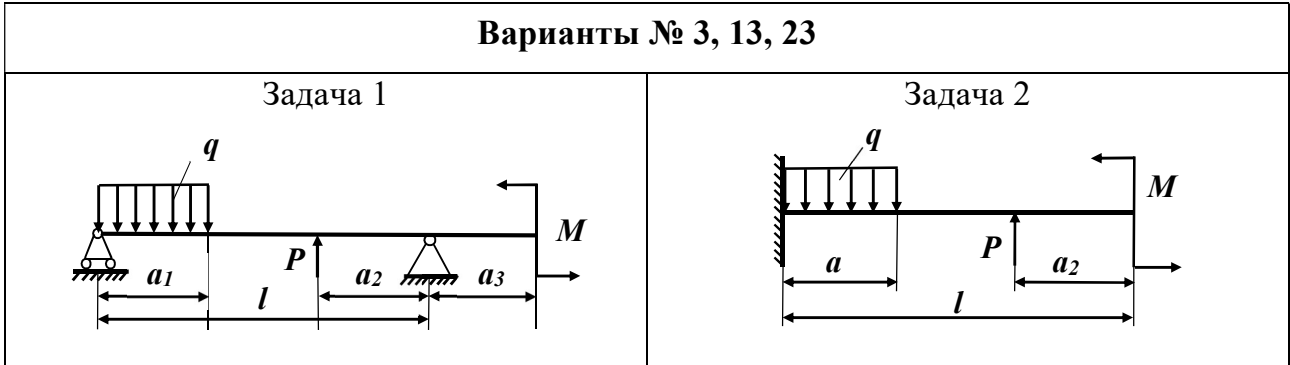 Варианты № 3, 13, 23
Задача 1
q
M
P
a1
a2
a3
l
Задача 2
q
M
P
a
a2
l